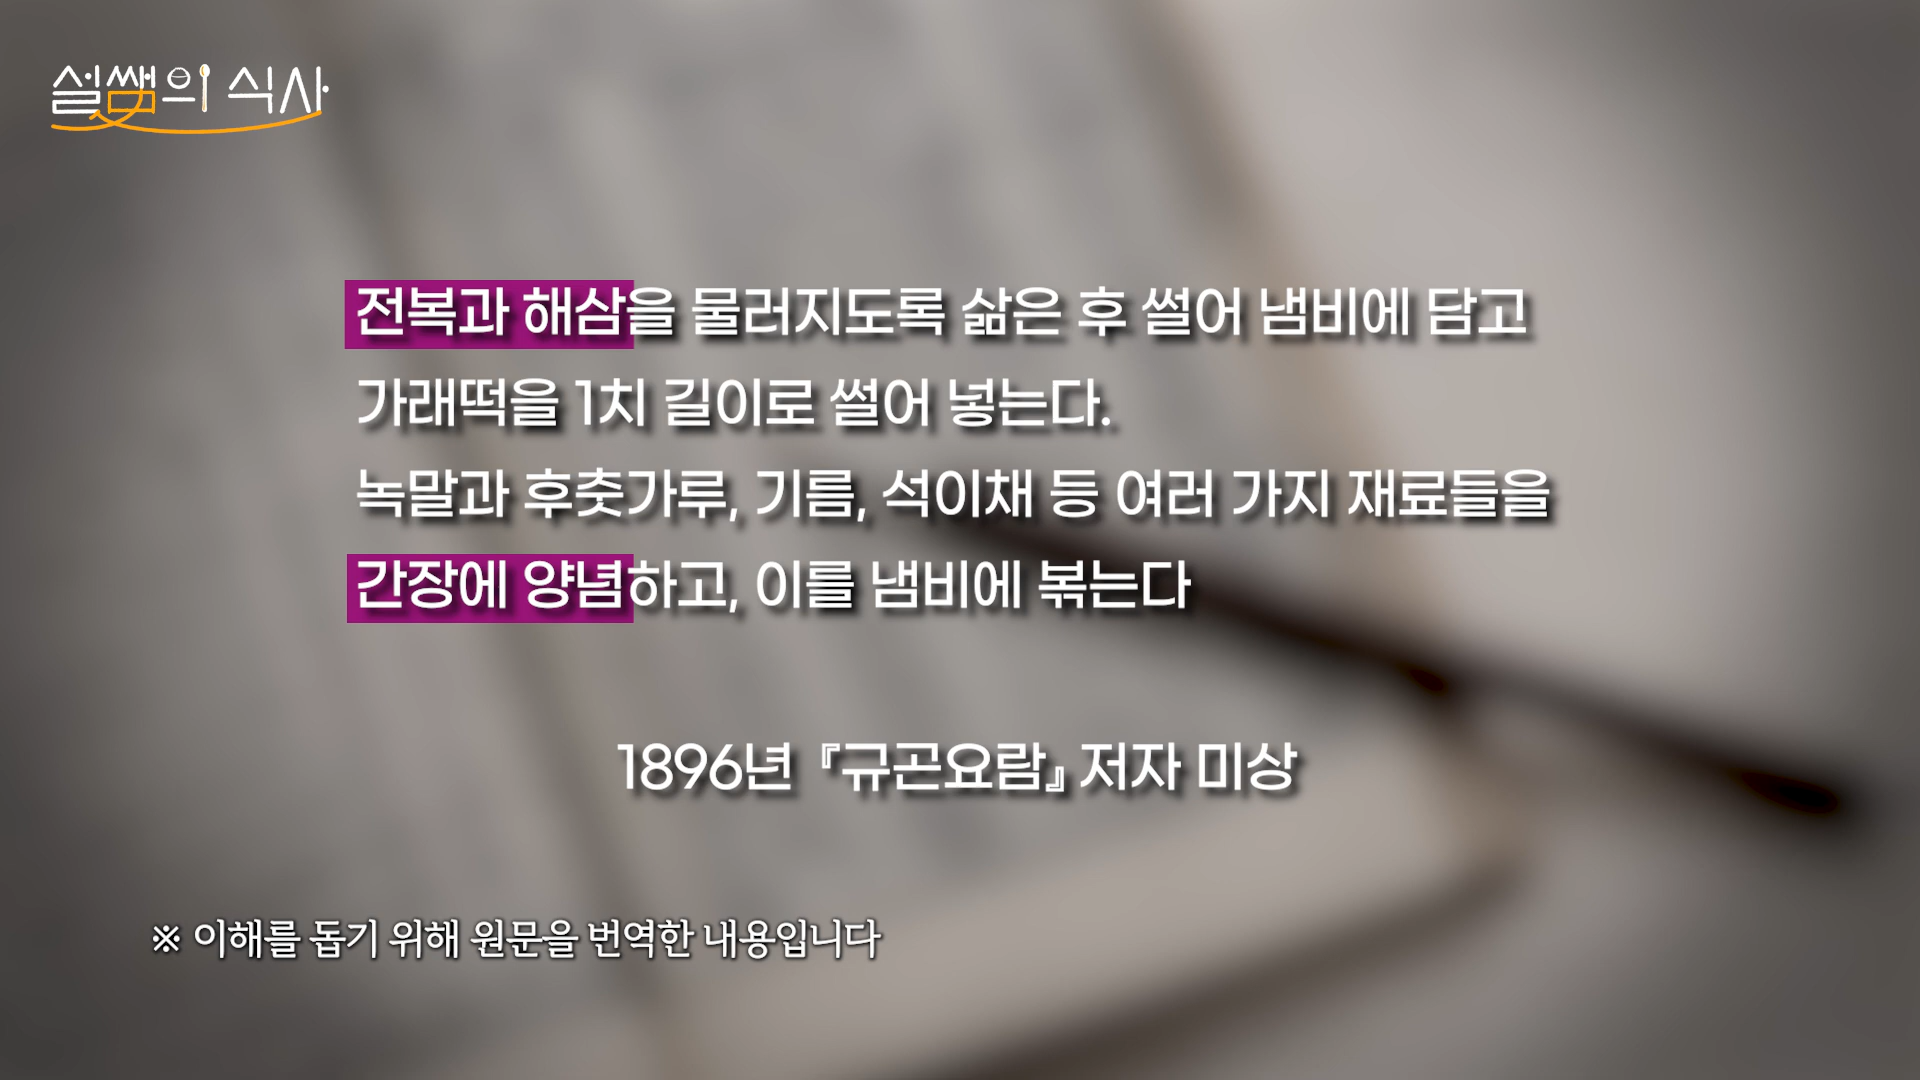 설쌤의 식사
전복과 해삼을 물러지도록 삶은 후 썰어 냄비에 담고
가래떡을 1치 길이로 썰어 넣는다.
녹말과 후춧가루, 기름, 석이채 등 여러 가지 재료들을
간장에 양념하고, 이를 냄비에 볶는다
1896년 『규곤요람』 저자 미상
※ 이해를 돕기 위해 원문을 번역한 내용입니다